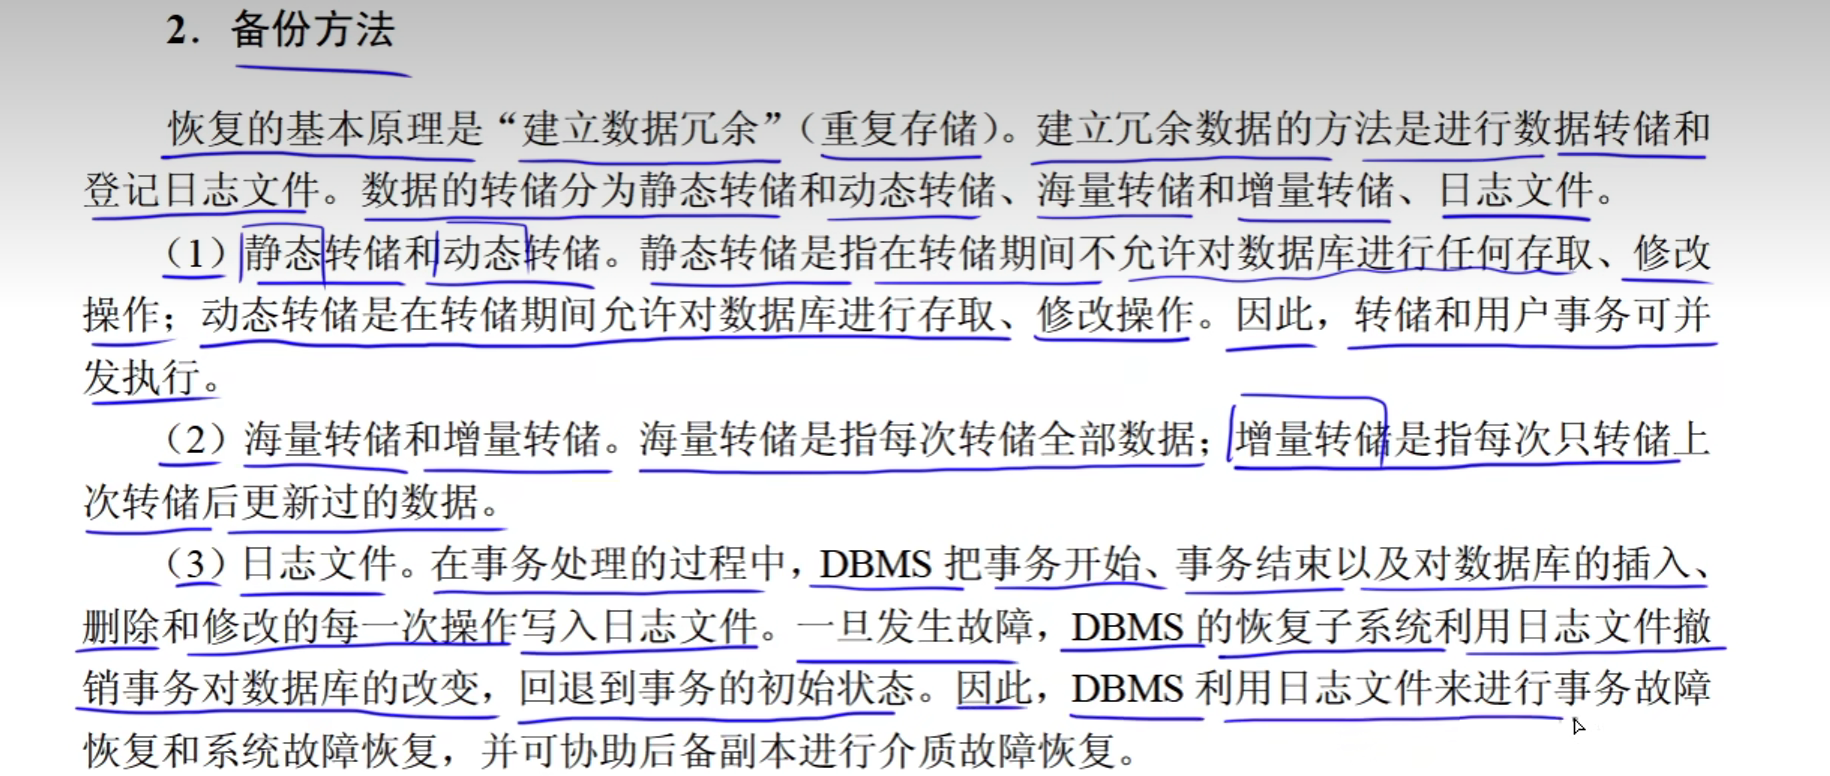 2．备份方法
恢复的基本原理是“建立数据冗余”（重复存储）。建立冗余数据的方法是进行数据转储和
登记日志文件。数据的转储分为静态转储和动态转储、海量转储和增量转储、日志文件。
（1）静态转储和动态转储。静态转储是指在转储期间不允许对数据库进行任何存取、修改
操作；动态转储是在转储期间允许对数据库进行存取、修改操作。因此，转储和用户事务可并
发执行。
（2）海量转储和增量转储。海量转储是指每次转储全部数据；增量转储是指每次只转储上
次转储后更新过的数据。
（3）日志文件。在事务处理的过程中，DBMS 把事务开始、事务结束以及对数据库的插入、
删除和修改的每一次操作写入日志文件。一旦发生故障，DBMS 的恢复子系统利用日志文件撤
销事务对数据库的改变，回退到事务的初始状态。因此，DBMS 利用日志文件来进行事务故障
恢复和系统故障恢复，并可协助后备副本进行介质故障恢复。